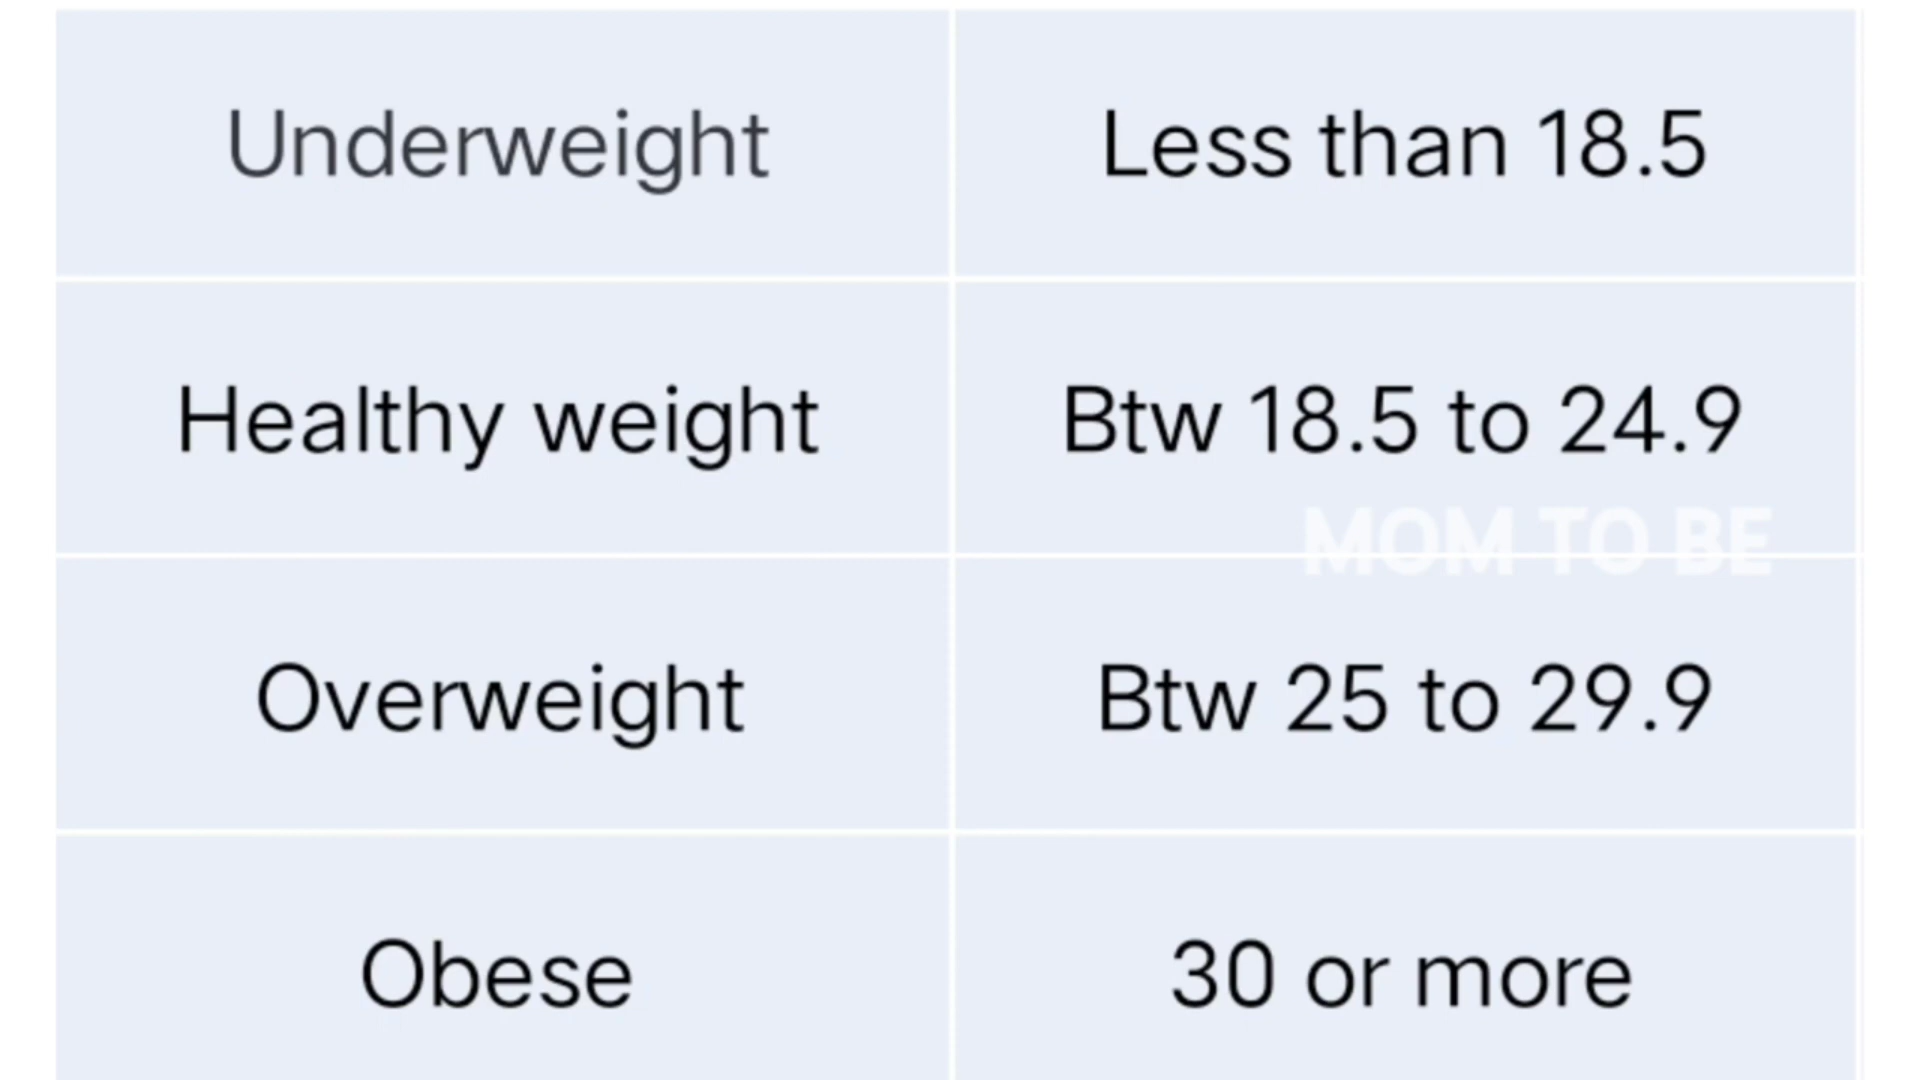 Underweight Less than 18.5
Healthy weight Btw 18.5 to 24.9
MOM TO BE
Overweight Btw 25 to 29.9
Obese 30 or more